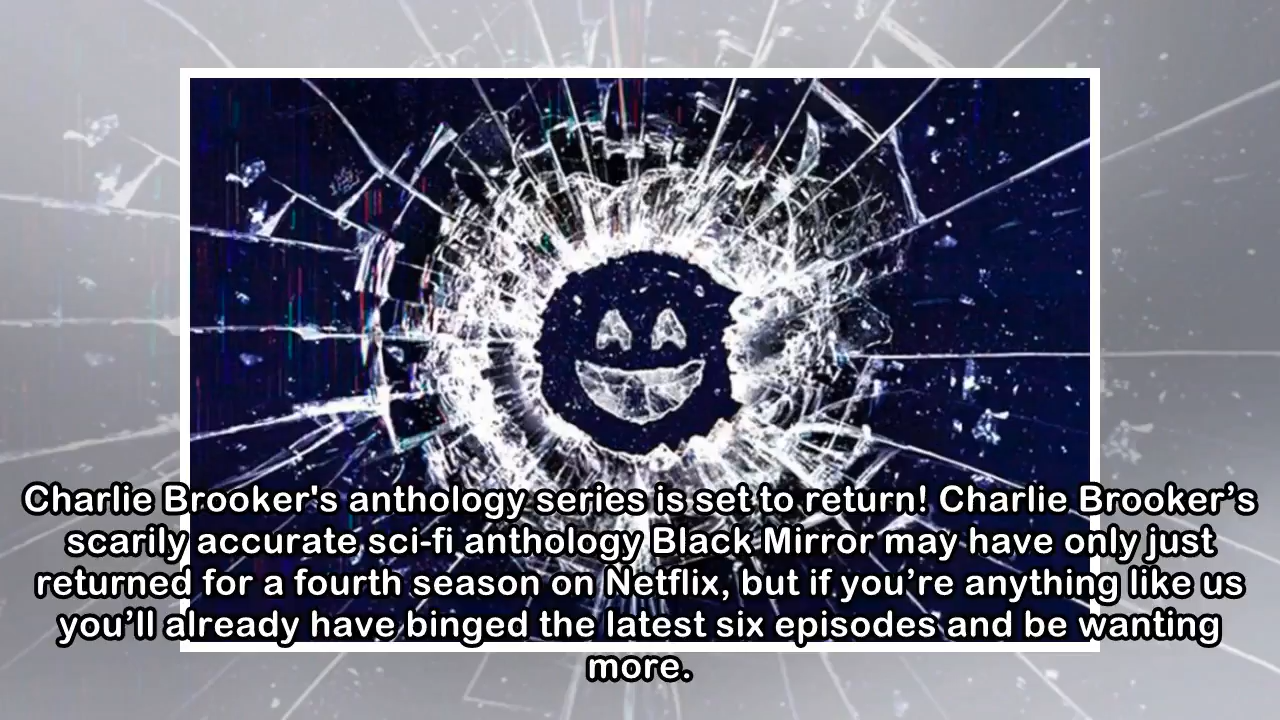 Charlie Brooker's anthology series is set to return! Charlie Brooker’s
scarily accurate sci-fi anthology Black Mirror may have only just
returned for a fourth season on Netflix, but if you’re anything like us
you’ll already have binged the latest six episodes and be wanting
more.